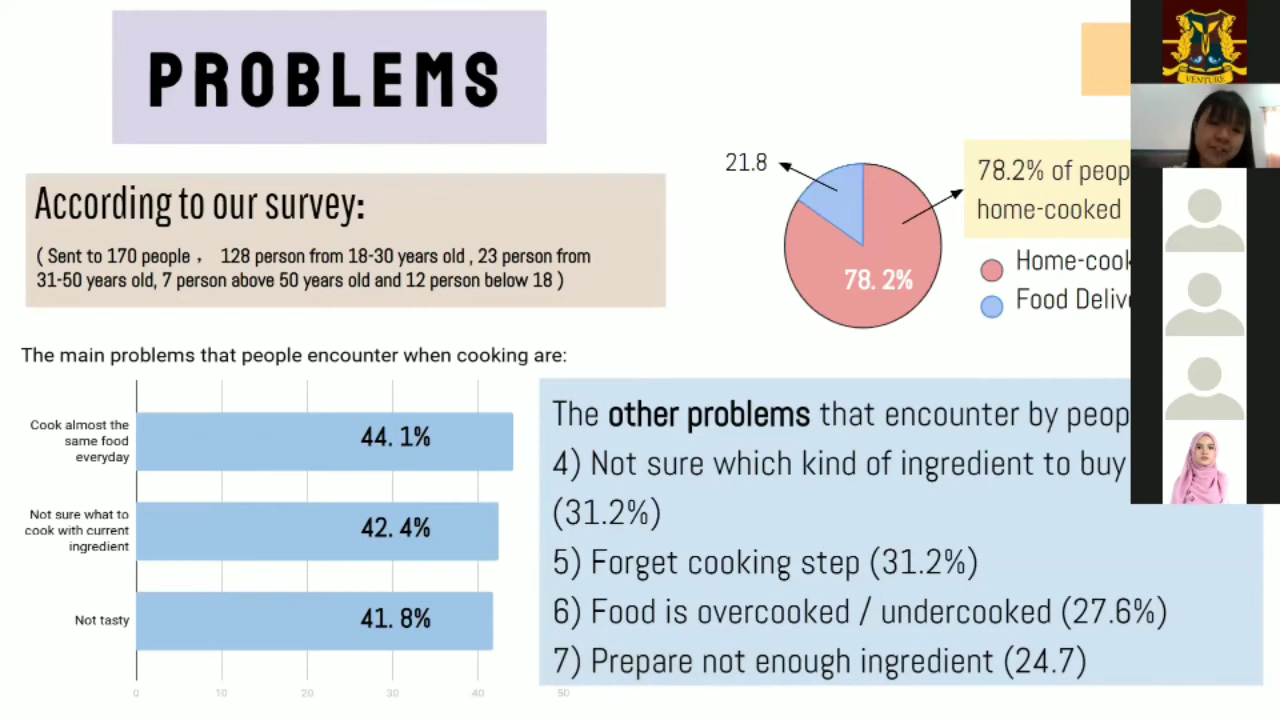 PROBLEMS
According to our survey:
( Sent to 170 people , 128 person from 18-30 years old , 23 person from
31-50 years old, 7 person above 50 years old and 12 person below 18 )
21.8
78. 2%
78.2% of peop
home-cooked
Home-cook
Food Deliv
VENTURE
The main problems that people encounter when cooking are:
Cook almost the
same food
everyday
44. 1%
Not sure what to
cook with current
ingredient
42. 4%
Not tasty
41. 8%
0 10 20 30 40 50
The other problems that encounter by peop
4) Not sure which kind of ingredient to buy
(31.2%)
5) Forget cooking step (31.2%)
6) Food is overcooked / undercooked (27.6%)
7) Prepare not enough ingredient (24.7)